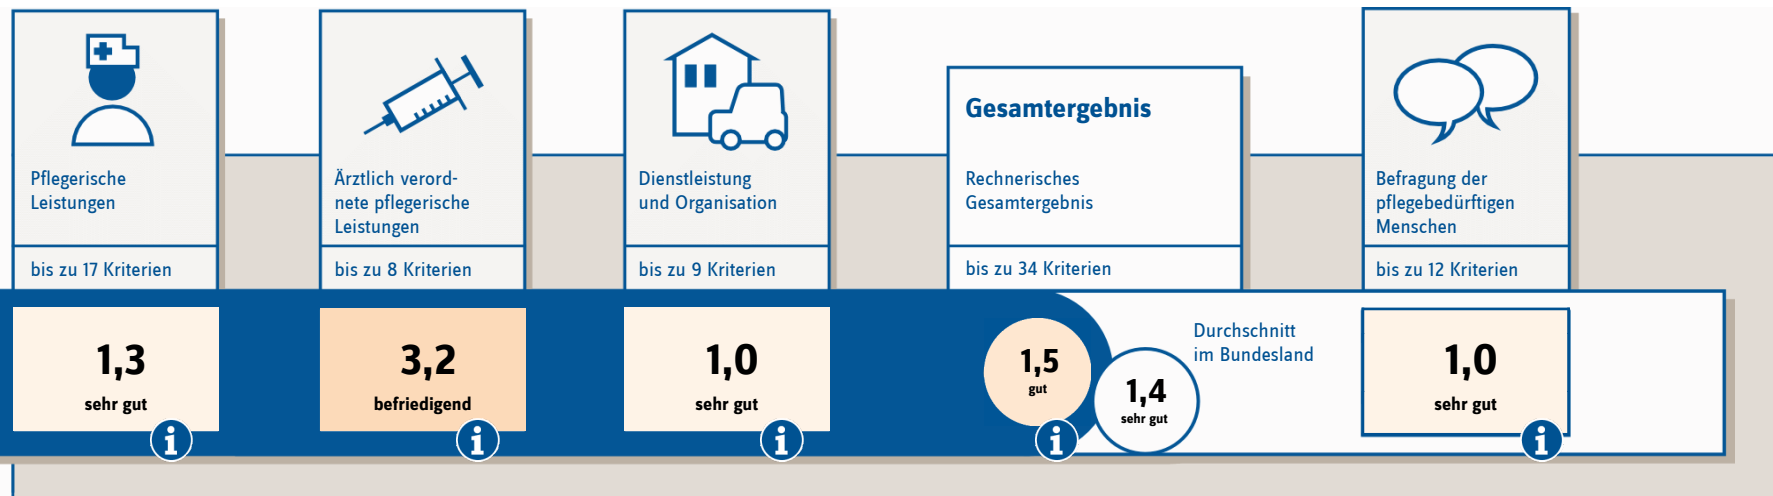 Pflegerische
Leistungen
bis zu 17 Kriterien
1,3
sehr gut
i
Ärztlich verord-
nete pflegerische
Leistungen
bis zu 8 Kriterien
3,2
befriedigend
i
Dienstleistung
und Organisation
bis zu 9 Kriterien
1,0
sehr gut
i
Gesamtergebnis
Rechnerisches
Gesamtergebnis
bis zu 34 Kriterien
1,5
gut
i
Durchschnitt
im Bundesland
1,4
sehr gut
Befragung der
pflegebedürftigen
Menschen
bis zu 12 Kriterien
1,0
sehr gut
i